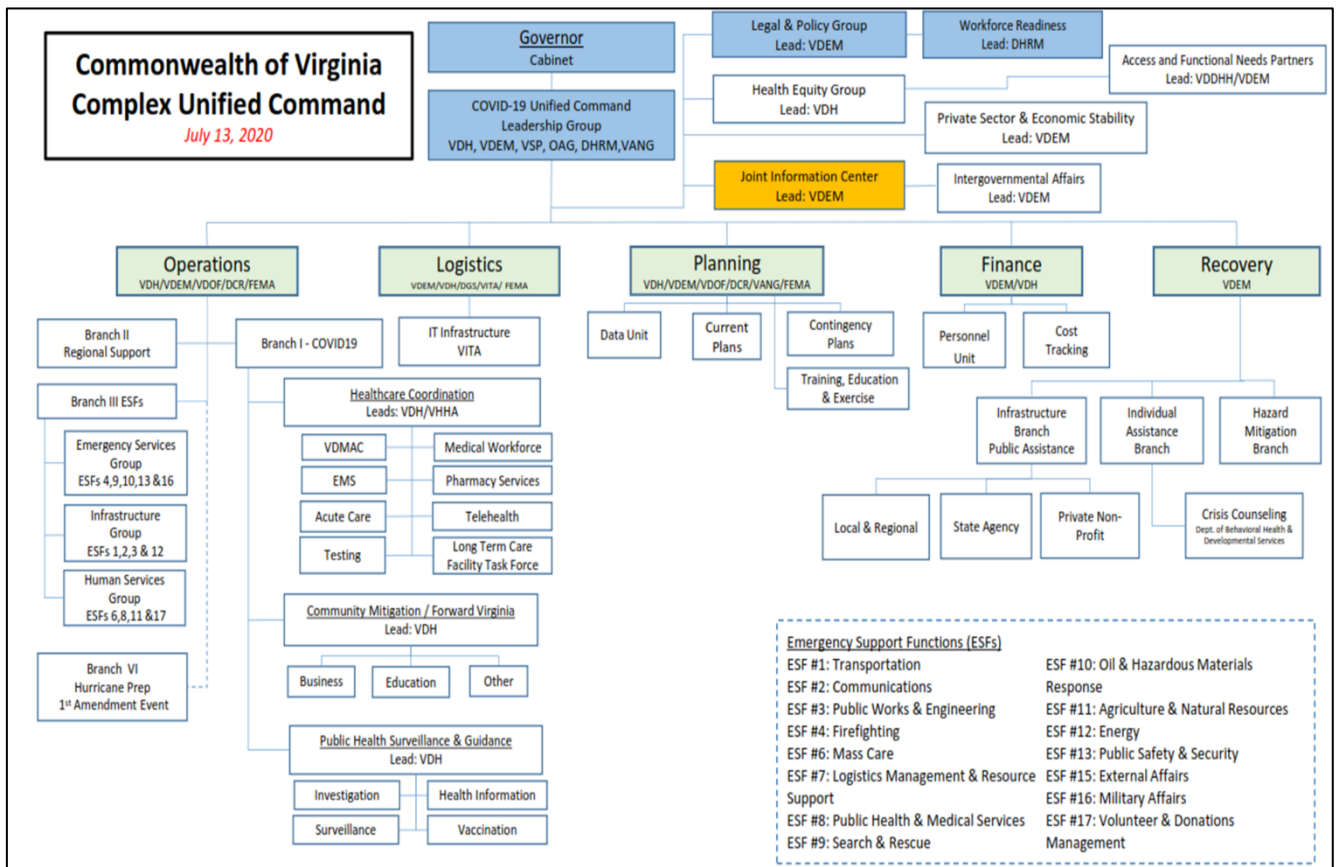 Commonwealth of Virginia
Complex Unified Command
July 13, 2020
Governor
Cabinet
COVID-19 Unified Command
Leadership Group
VDH, VDEM, VSP, OAG, DHRM,VANG
Legal & Policy Group
Lead: VDEM
Workforce Readiness
Lead: DHRM
Access and Functional Needs Partners
Lead: VDDHH/VDEM
Health Equity Group
Lead: VDH
Private Sector & Economic Stability
Lead: VDEM
Joint Information Center
Lead: VDEM
Intergovernmental Affairs
Lead: VDEM
Operations
VDH/VDEM/VDOF/DCR/FEMA
Logistics
VDEM/VDH/DGS/VITA/ FEMA
Planning
VDH/VDEM/VDOF/DCR/VANG/FEMA
Finance
VDEM/VDH
Recovery
VDEM
Branch II
Regional Support
Branch I - COVID19
IT Infrastructure
VITA
Data Unit
Current
Plans
Contingency
Plans
Training, Education
& Exercise
Personnel
Unit
Cost
Tracking
Branch III ESFs
Emergency Services
Group
ESFs 4,9,10,13 &16
Infrastructure
Group
ESFs 1,2,3 & 12
Human Services
Group
ESFs 6,8,11 &17
Branch VI
Hurricane Prep
1st Amendment Event
Healthcare Coordination
Leads: VDH/VHHA
VDMAC
Medical Workforce
EMS
Pharmacy Services
Acute Care
Telehealth
Testing
Long Term Care
Facility Task Force
Community Mitigation / Forward Virginia
Lead: VDH
Business
Education
Other
Public Health Surveillance & Guidance
Lead: VDH
Investigation
Health Information
Surveillance
Vaccination
Infrastructure
Branch
Public Assistance
Individual
Assistance
Branch
Hazard
Mitigation
Branch
Local & Regional
State Agency
Private Non-
Profit
Crisis Counseling
Dept. of Behavioral Health &
Developmental Services
Emergency Support Functions (ESFs)
ESF #1: Transportation
ESF #2: Communications
ESF #3: Public Works & Engineering
ESF #4: Firefighting
ESF #6: Mass Care
ESF #7: Logistics Management & Resource
Support
ESF #8: Public Health & Medical Services
ESF #9: Search & Rescue
ESF #10: Oil & Hazardous Materials
Response
ESF #11: Agriculture & Natural Resources
ESF #12: Energy
ESF #13: Public Safety & Security
ESF #15: External Affairs
ESF #16: Military Affairs
ESF #17: Volunteer & Donations
Management